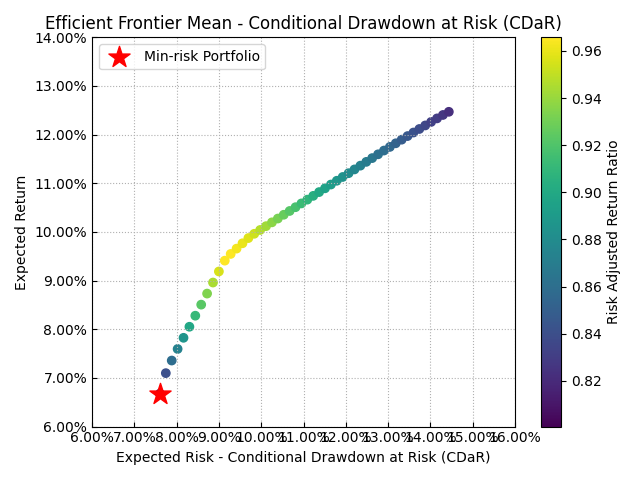 Efficient Frontier Mean - Conditional Drawdown at Risk (CDaR)
Min-risk Portfolio
14.00%
13.00%
12.00%
11.00%
10.00%
9.00%
8.00%
7.00%
6.00%
Expected Return
6.00% 7.00% 8.00% 9.00% 10.00% 11.00% 12.00% 13.00% 14.00% 15.00% 16.00%
Expected Risk - Conditional Drawdown at Risk (CDaR)
0.96
0.94
0.92
0.90
0.88
0.86
0.84
0.82
Risk Adjusted Return Ratio